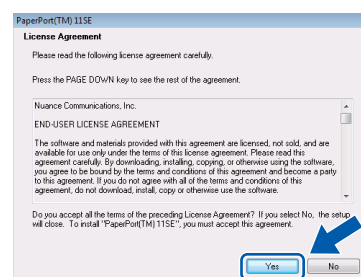 PaperPort(TM) 11SE
License Agreement
Please read the following license agreement carefully.
Press the PAGE DOWN key to see the rest of the agreement.
Nuance Communications, Inc.
END-USER LICENSE AGREEMENT
The software and materials provided with this agreement are licensed, not sold, and are
available for use only under the terms of this license agreement. Please read this
agreement carefully. By downloading, installing, copying, or otherwise using the software,
you agree to be bound by the terms and conditions of this agreement and become a party
to this agreement. If you do not agree with all of the terms and conditions of this
agreement, do not download, install, copy or otherwise use the software.
Do you accept all the terms of the preceding License Agreement? If you select No, the setup
will close. To install "PaperPort(TM) 11SE", you must accept this agreement.
Yes
No